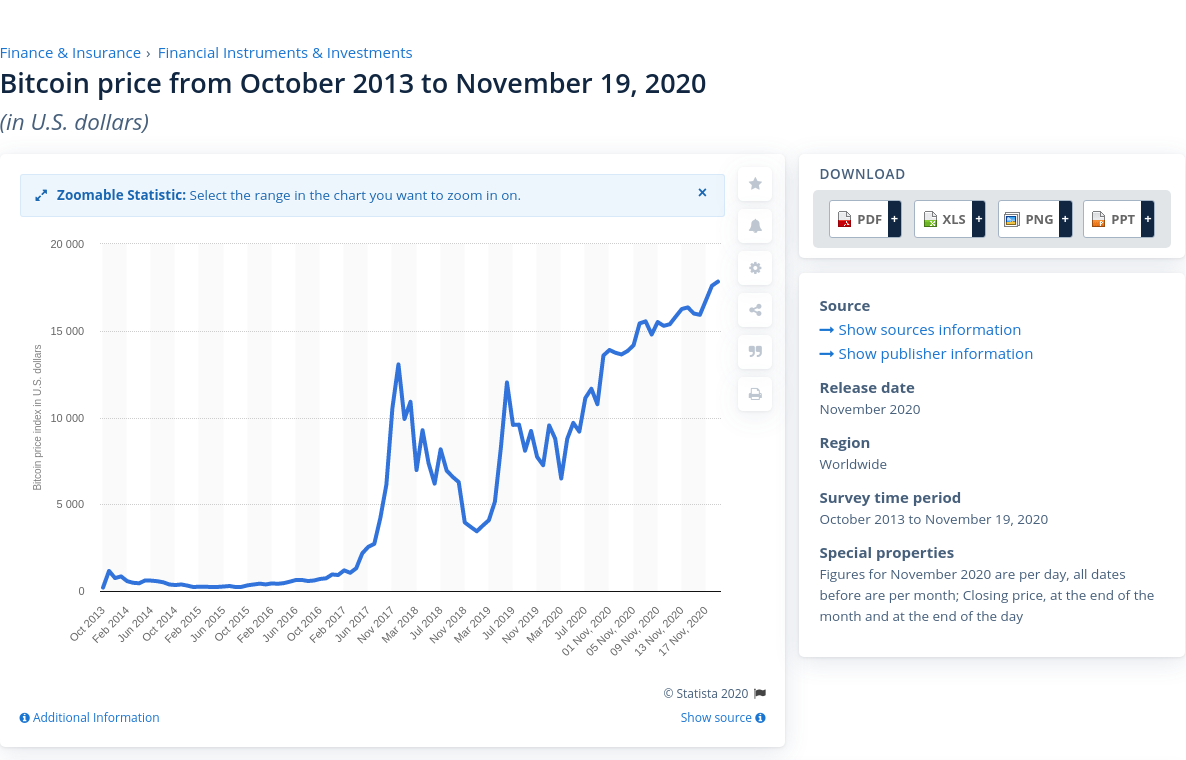 Finance & Insurance › Financial Instruments & Investments
Bitcoin price from October 2013 to November 19, 2020
(in U.S. dollars)
Zoomable Statistic: Select the range in the chart you want to zoom in on. ×
20 000
15 000
10 000
5 000
0
Bitcoin price index in U.S. dollars
Oct 2013
Feb 2014
Jun 2014
Oct 2014
Feb 2015
Jun 2015
Oct 2015
Feb 2016
Jun 2016
Oct 2016
Feb 2017
Jun 2017
Nov 2017
Mar 2018
Jul 2018
Nov 2018
Mar 2019
Jul 2019
Nov 2019
Mar 2020
Jul 2020
01 Nov, 2020
05 Nov, 2020
09 Nov, 2020
13 Nov, 2020
17 Nov, 2020
© Statista 2020
Additional Information
Show source
DOWNLOAD
PDF + XLS + PNG + PPT +
Source
Show sources information
Show publisher information
Release date
November 2020
Region
Worldwide
Survey time period
October 2013 to November 19, 2020
Special properties
Figures for November 2020 are per day, all dates
before are per month; Closing price, at the end of the
month and at the end of the day